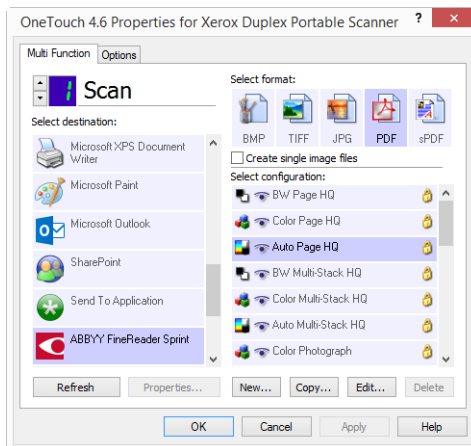 OneTouch 4.6 Properties for Xerox Duplex Portable Scanner ? ×
Multi Function Options
1 Scan
Select destination:
Microsoft XPS Document
Writer
Microsoft Paint
Microsoft Outlook
SharePoint
Send To Application
ABBYY FineReader Sprint
Refresh Properties...
Select format:
BMP TIFF JPG PDF sPDF
Create single image files
Select configuration:
BW Page HQ
Color Page HQ
Auto Page HQ
BW Multi-Stack HQ
Color Multi-Stack HQ
Auto Multi-Stack HQ
Color Photograph
New... Copy... Edit... Delete
OK Cancel Apply Help